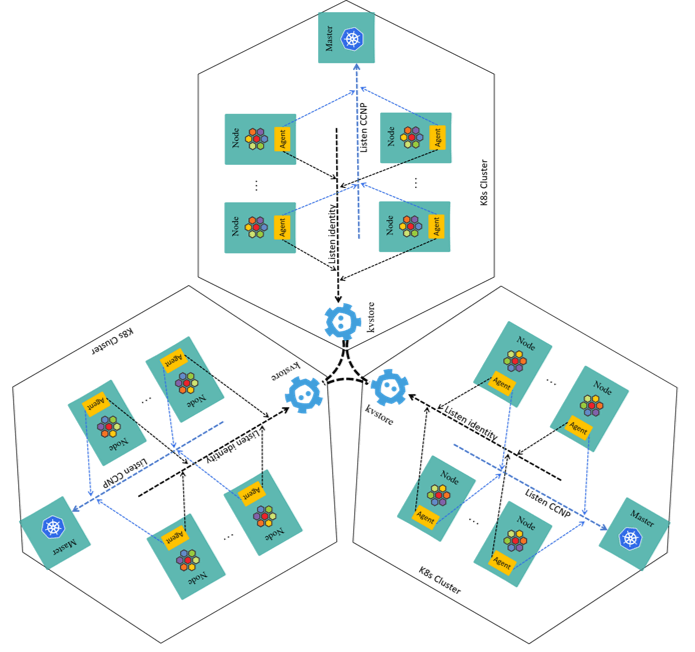 Master
Node
Agent
Node
Agent
Listen CCNP
...
...
K8s Cluster
Node
Agent
Node
Agent
Listen identity
kvstore
K8s Cluster
Agent
Node
...
Agent
Node
kvstore
Listen CCNP
Listen identity
Master
Agent
Node
...
Agent
Node
kvstore
Node
Agent
...
Node
Agent
Listen identity
Node
Agent
...
Node
Agent
Listen CCNP
Master
K8s Cluster